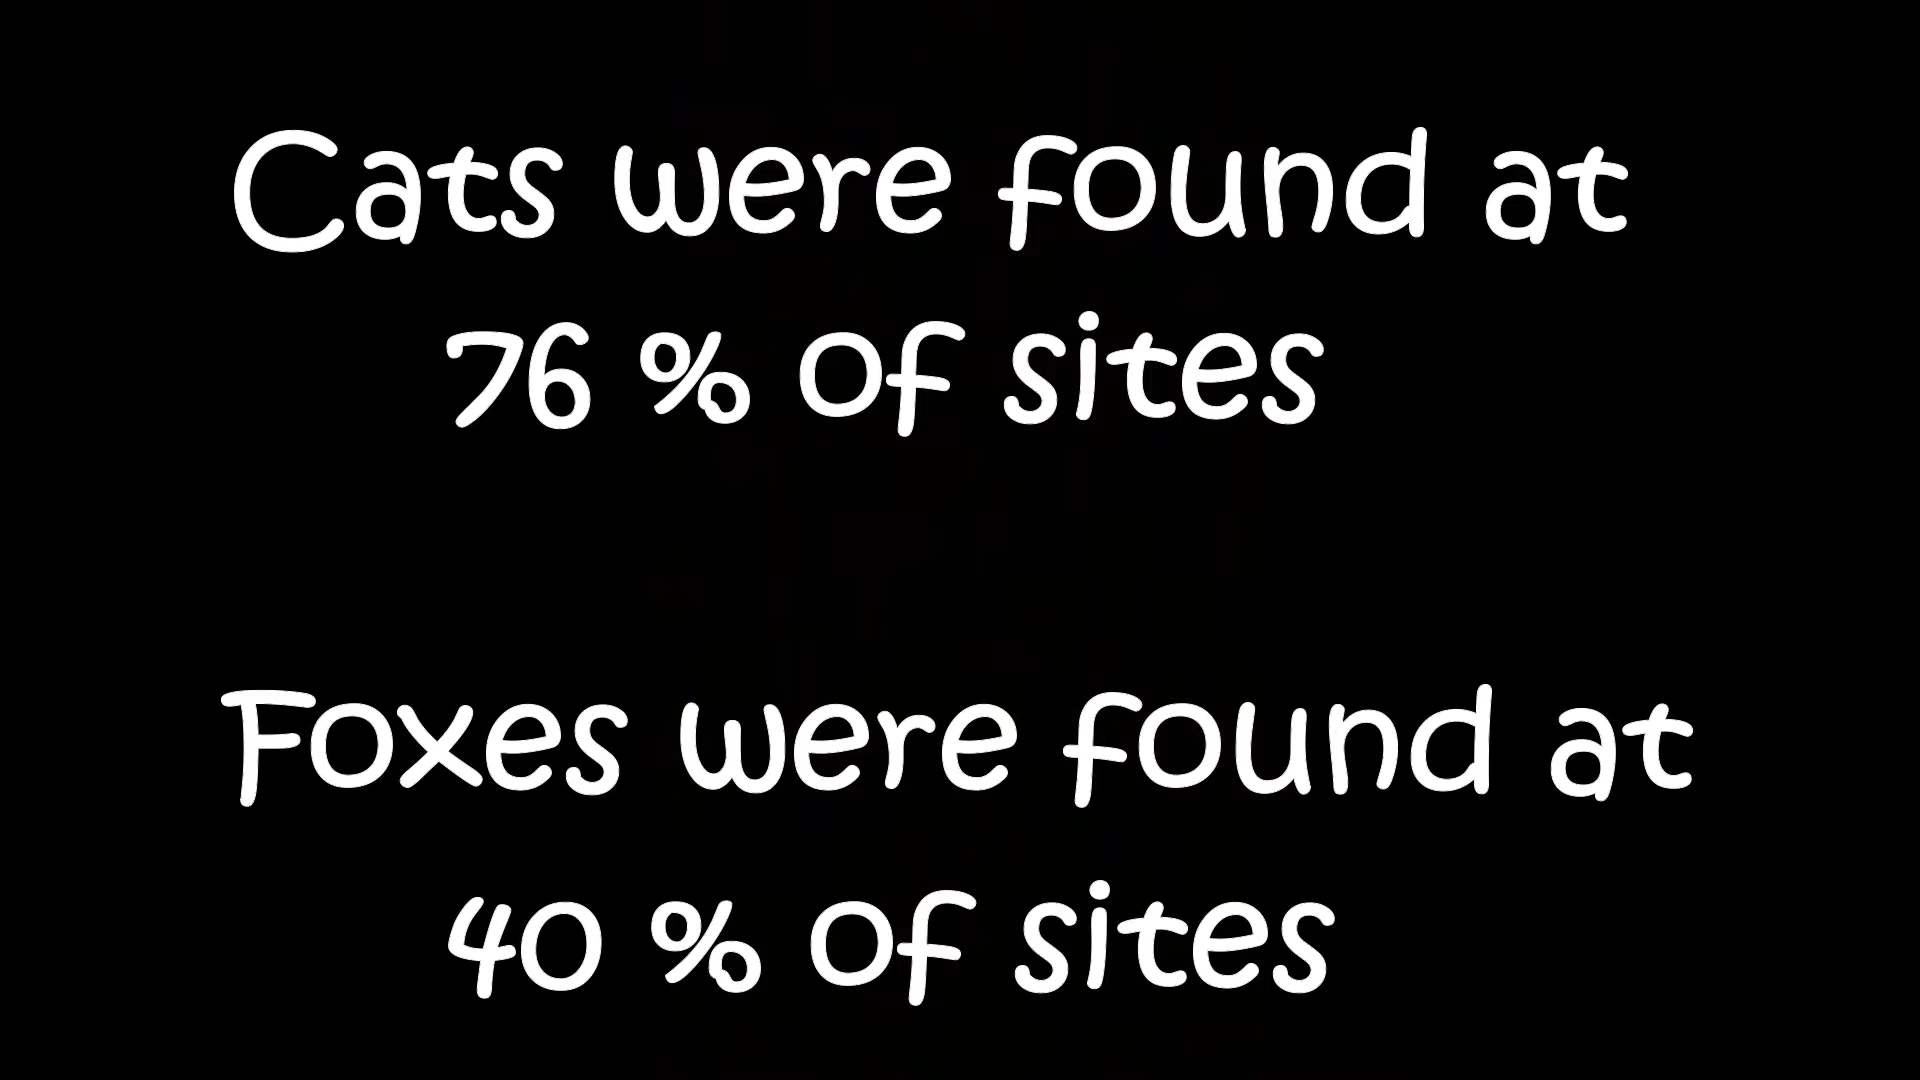 Cats were found at
76 % of sites
Foxes were found at
40 % of sites